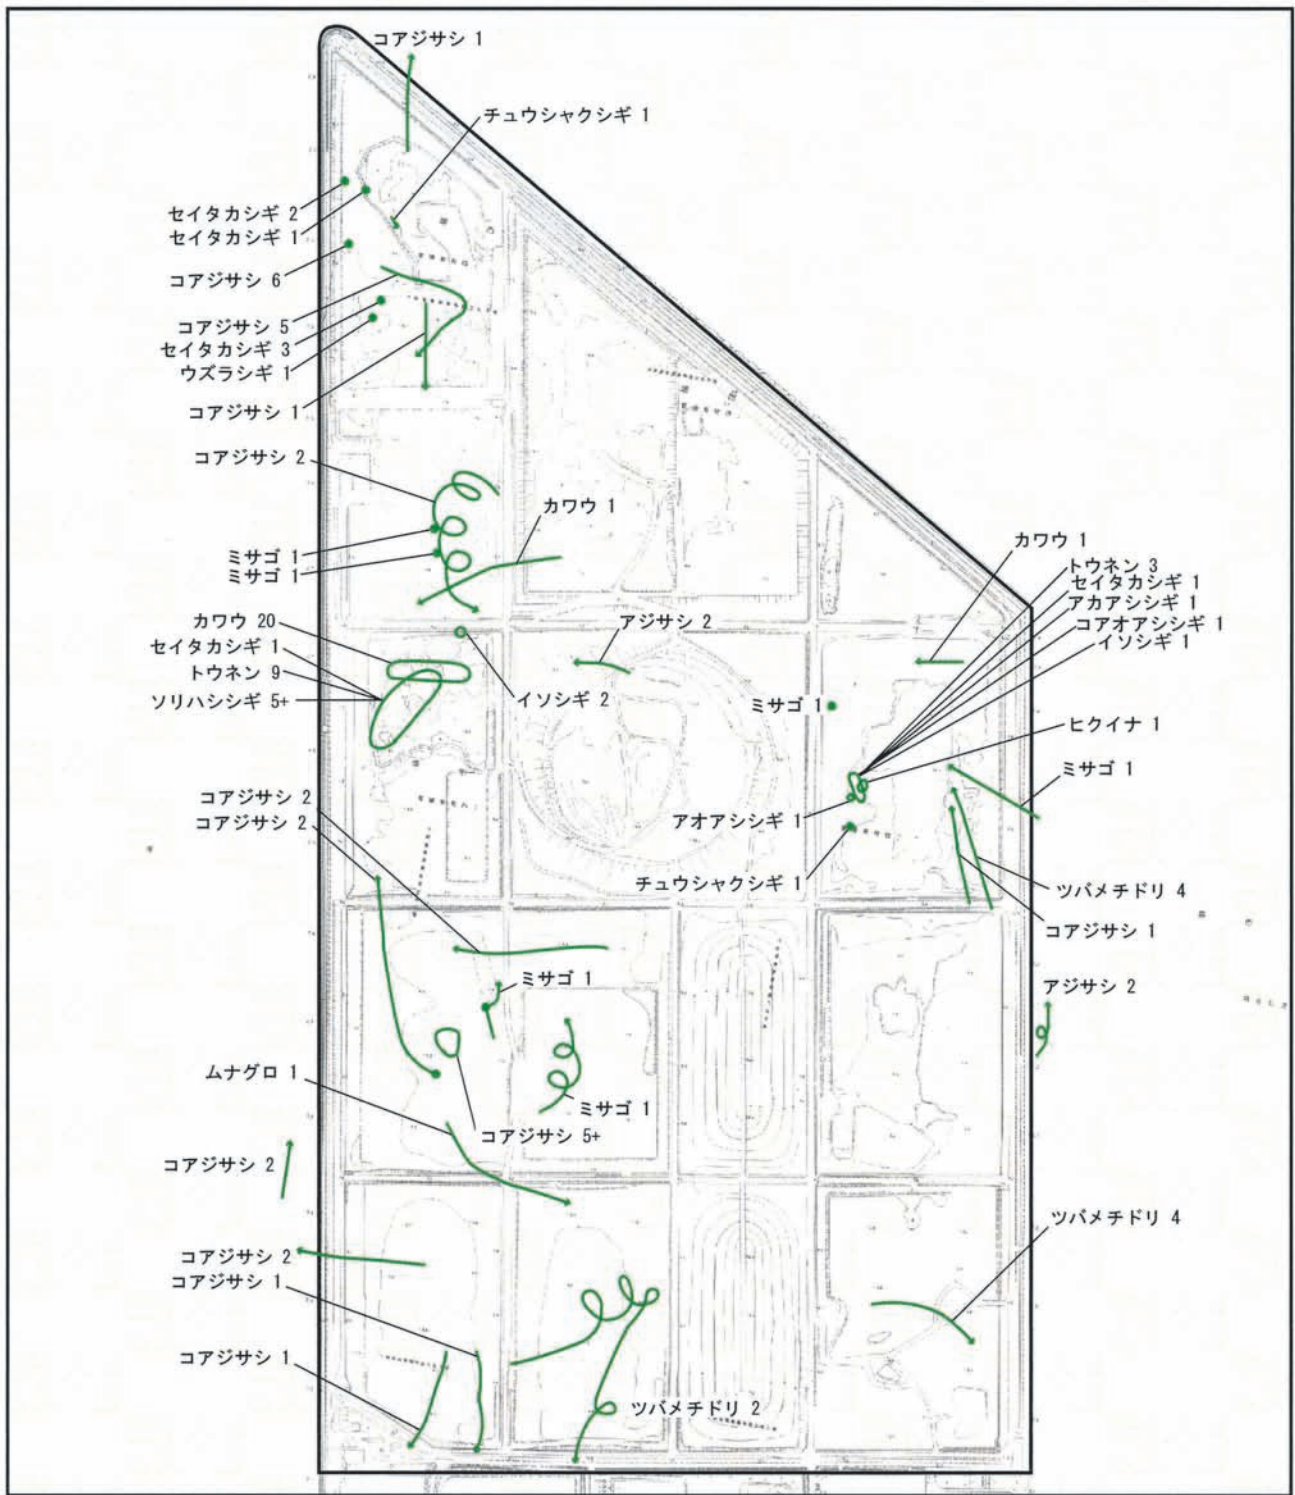 コアジサシ 1
チュウシャクシギ 1
セイタカシギ 2
セイタカシギ 1
コアジサシ 6
コアジサシ 5
セイタカシギ 3
ウズラシギ 1
コアジサシ 1
コアジサシ 2
カワウ 1
ミサゴ 1
ミサゴ 1
カワウ 1
トウネン 3
セイタカシギ 1
アカアシシギ 1
コアオアシシギ 1
イソシギ 1
カワウ 20
セイタカシギ 1
トウネン 9
ソリハシシギ 5+
アジサシ 2
イソシギ 2
ミサゴ 1
ヒクイナ 1
ミサゴ 1
コアジサシ 2
コアジサシ 2
アオアシシギ 1
チュウシャクシギ 1
ツバメチドリ 4
コアジサシ 1
ミサゴ 1
アジサシ 2
ムナグロ 1
ミサゴ 1
コアジサシ 5+
コアジサシ 2
ツバメチドリ 4
コアジサシ 2
コアジサシ 1
コアジサシ 1
ツバメチドリ 2